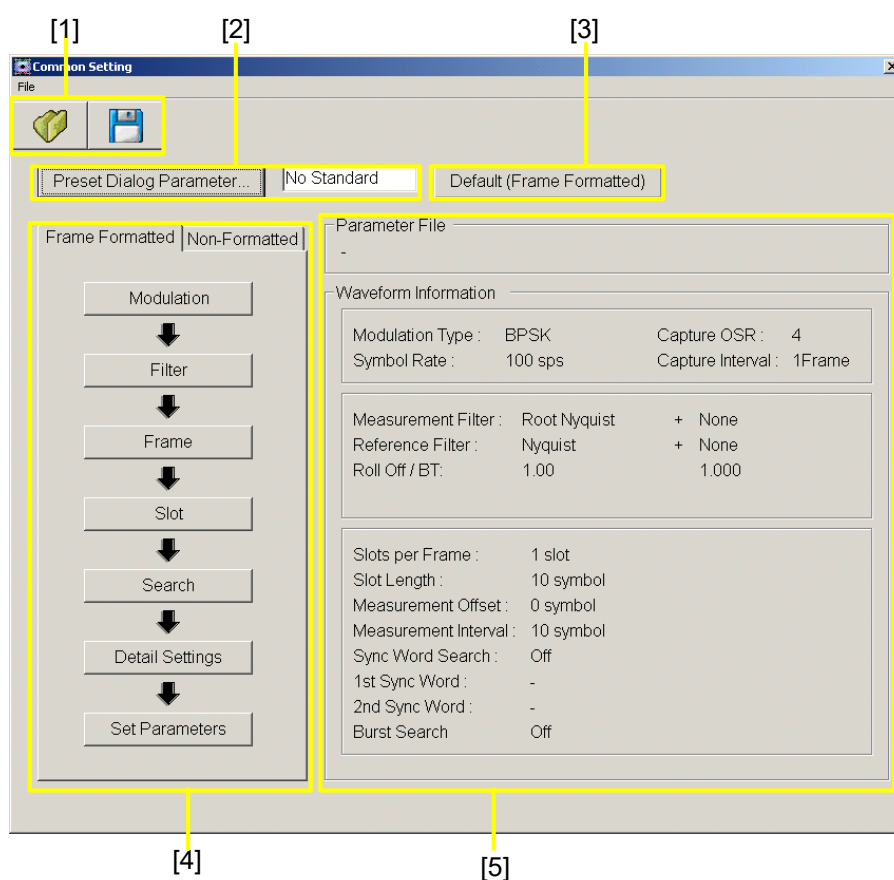 [1] [2] [3]
Common Setting
File
Preset Dialog Parameter... No Standard Default (Frame Formatted)
Frame Formatted Non-Formatted
Modulation
Filter
Frame
Slot
Search
Detail Settings
Set Parameters
Parameter File
-
Waveform Information
Modulation Type : BPSK Capture OSR : 4
Symbol Rate : 100 sps Capture Interval : 1Frame
Measurement Filter : Root Nyquist + None
Reference Filter : Nyquist + None
Roll Off / BT: 1.00 1.000
Slots per Frame : 1 slot
Slot Length : 10 symbol
Measurement Offset : 0 symbol
Measurement Interval : 10 symbol
Sync Word Search : Off
1st Sync Word : -
2nd Sync Word : -
Burst Search Off
[4] [5]